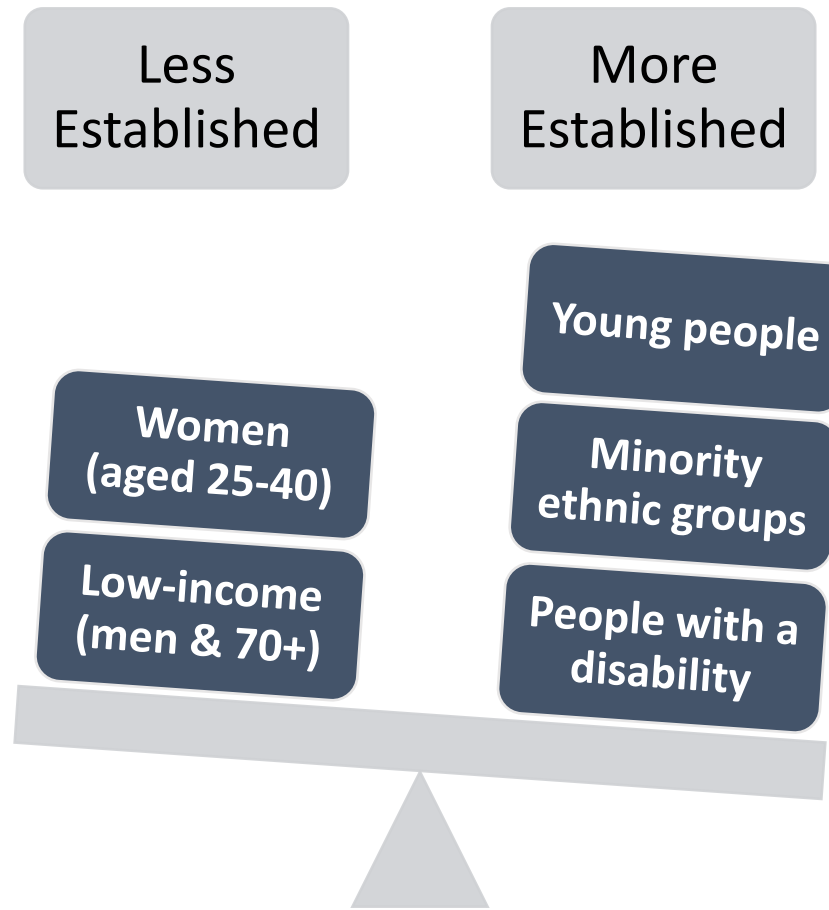 Less
Established
More
Established
Women
(aged 25-40)
Low-income
(men & 70+)
Young people
Minority
ethnic groups
People with a
disability